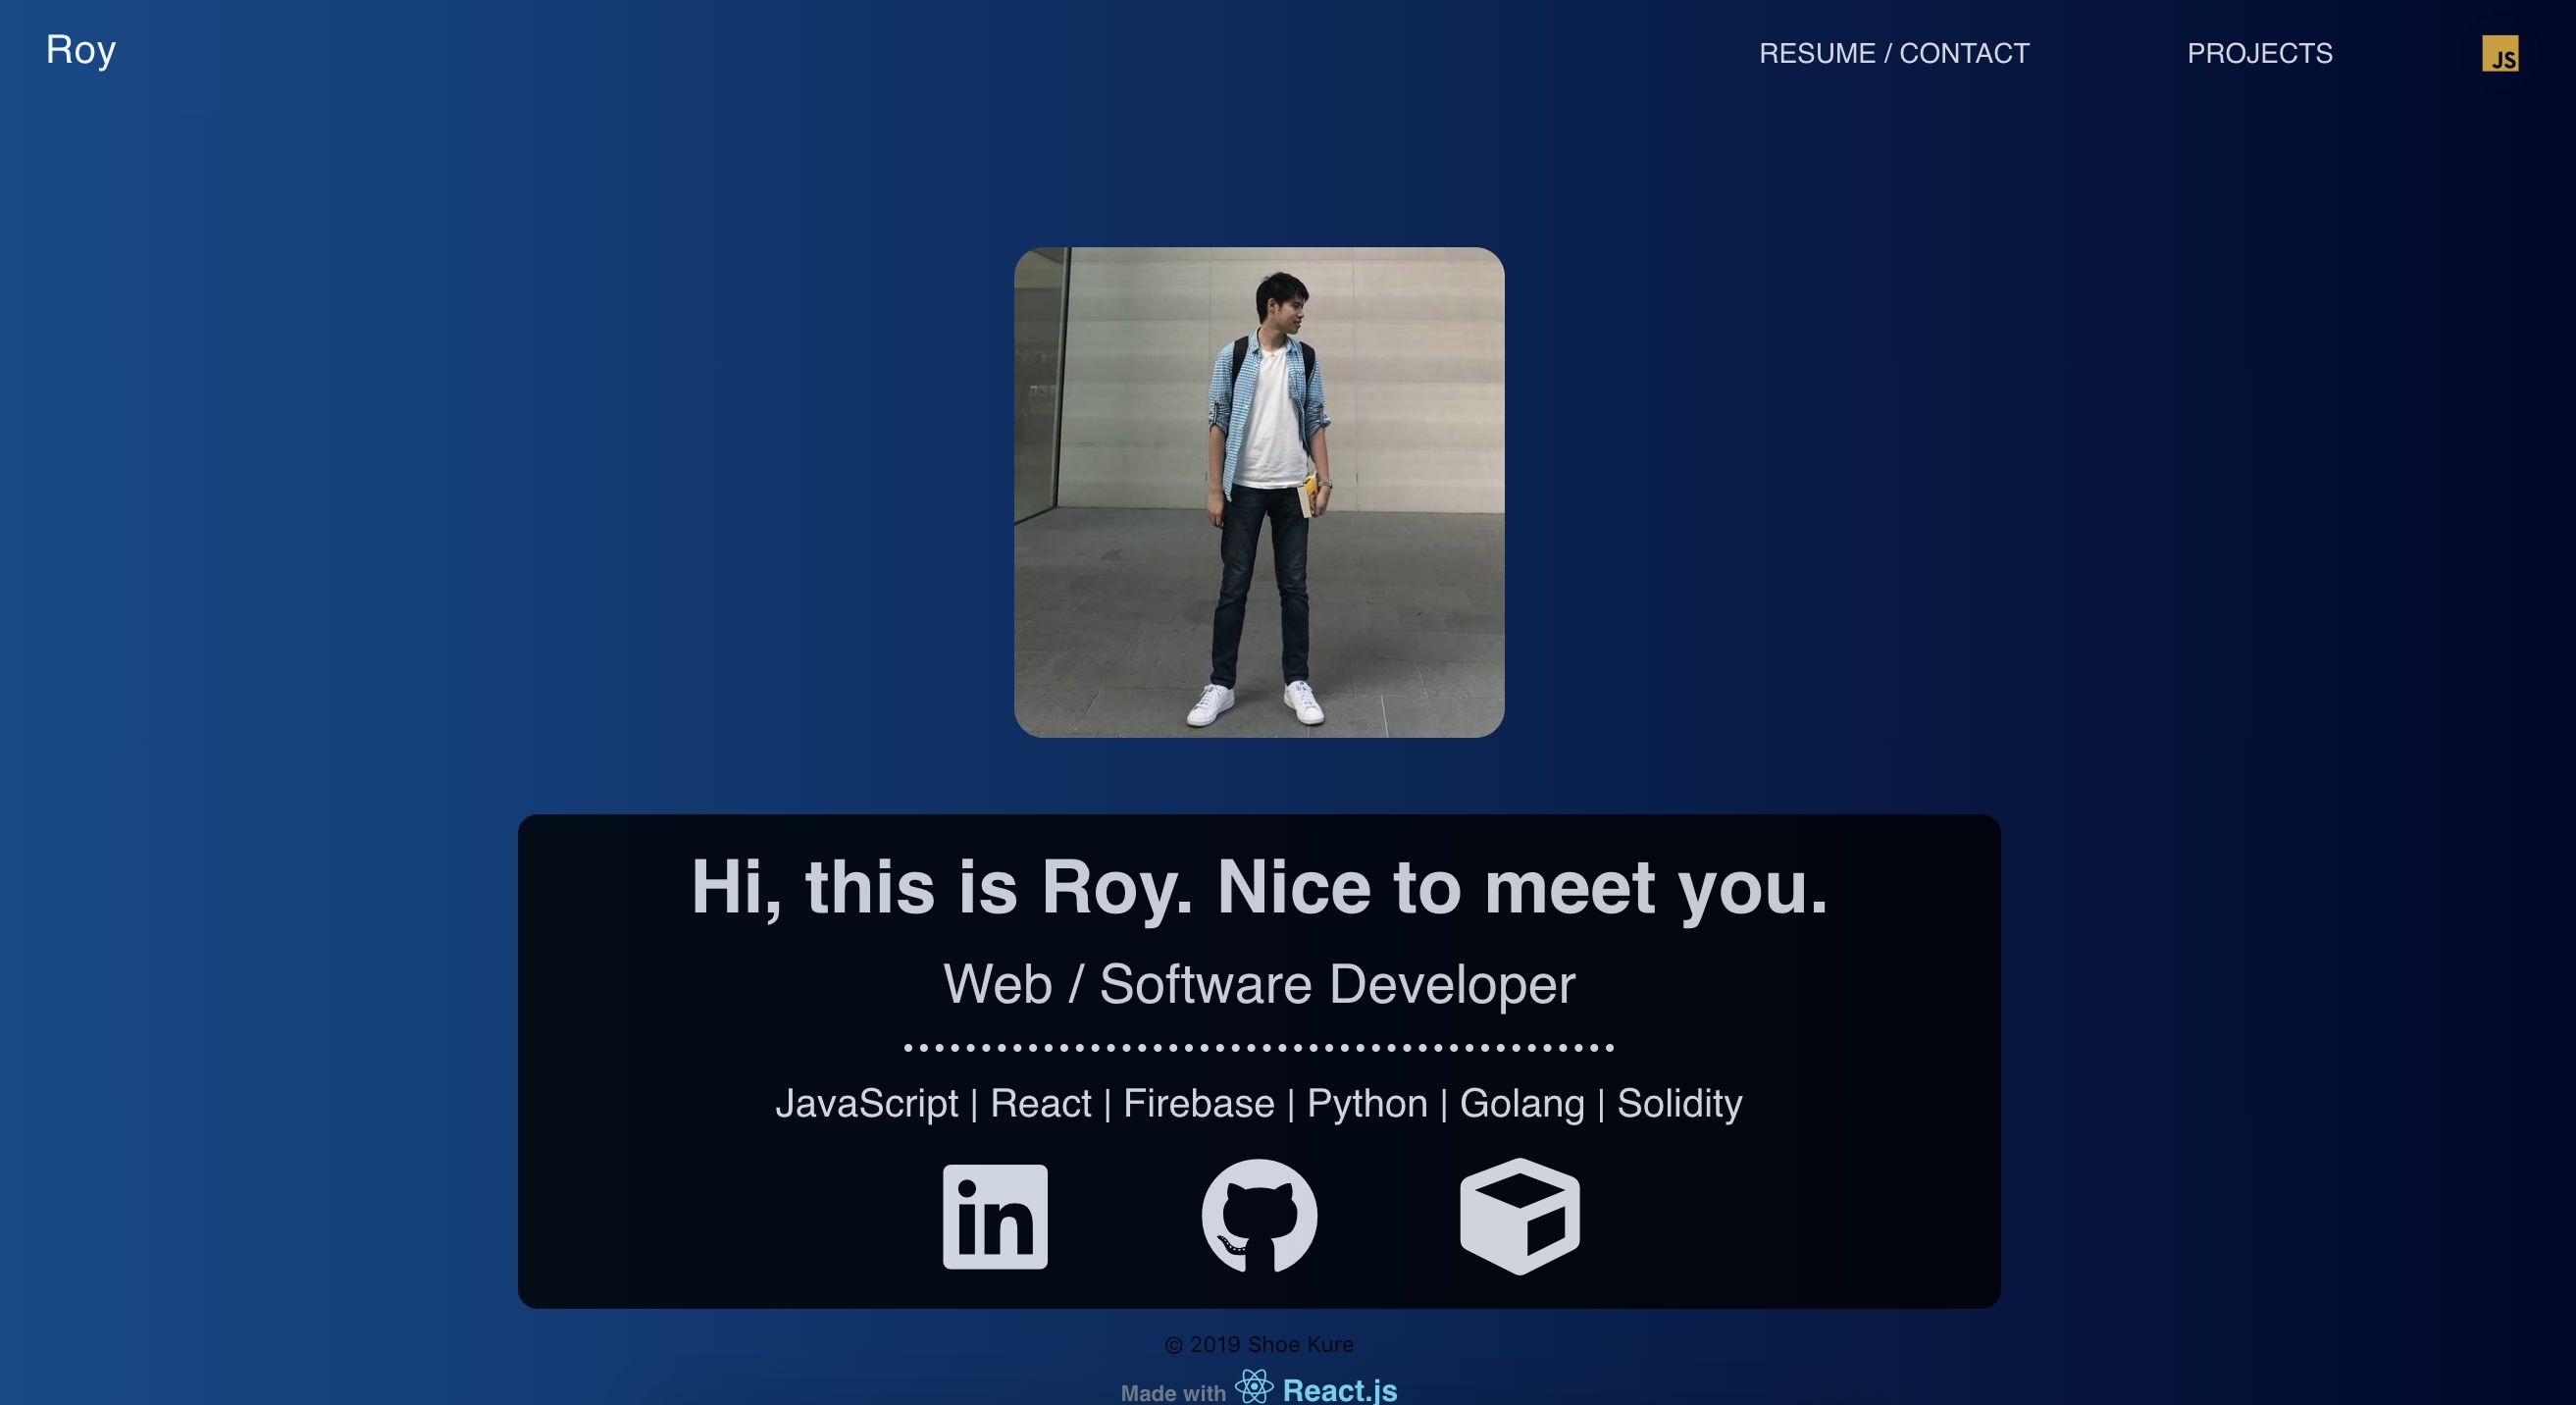 Roy
RESUME / CONTACT
PROJECTS
JS
Hi, this is Roy. Nice to meet you.
Web / Software Developer
JavaScript | React | Firebase | Python | Golang | Solidity
in
© 2019 Shoe Kure
Made with React.js